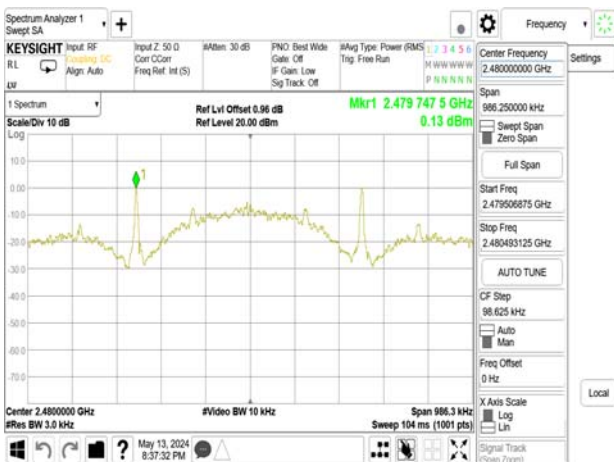 Spectrum Analyzer 1
Swept SA
+
Frequency
KEYSIGHT
RL
Input: RF
Coupling: DC
Align: Auto
Input Z: 50 Ω
Corr CCorr
Freq Ref: Int (S)
#Atten: 30 dB
PNO: Best Wide
Gate: Off
IF Gain: Low
Sig Track: Off
#Avg Type: Power (RMS
Trig: Free Run
1 2 3 4 5 6
M W W W W W
P N N N N N
Center Frequency
2.480000000 GHz
Settings
Span
986.250000 kHz
Swept Span
Zero Span
Full Span
Start Freq
2.479506875 GHz
Stop Freq
2.480493125 GHz
AUTO TUNE
CF Step
98.625 kHz
Auto
Man
Freq Offset
0 Hz
X Axis Scale
Log
Lin
Signal Track
(Span Zoom)
Local
1 Spectrum
Scale/Div 10 dB
Log
Ref Lvl Offset 0.96 dB
Ref Level 20.00 dBm
Mkr1 2.479 747 5 GHz
0.13 dBm
1
10.0
0.00
-10.0
-20.0
-30.0
-40.0
-50.0
-60.0
-70.0
Center 2.4800000 GHz
#Res BW 3.0 kHz
#Video BW 10 kHz
Span 986.3 kHz
Sweep 104 ms (1001 pts)
?
May 13, 2024
8:37:32 PM